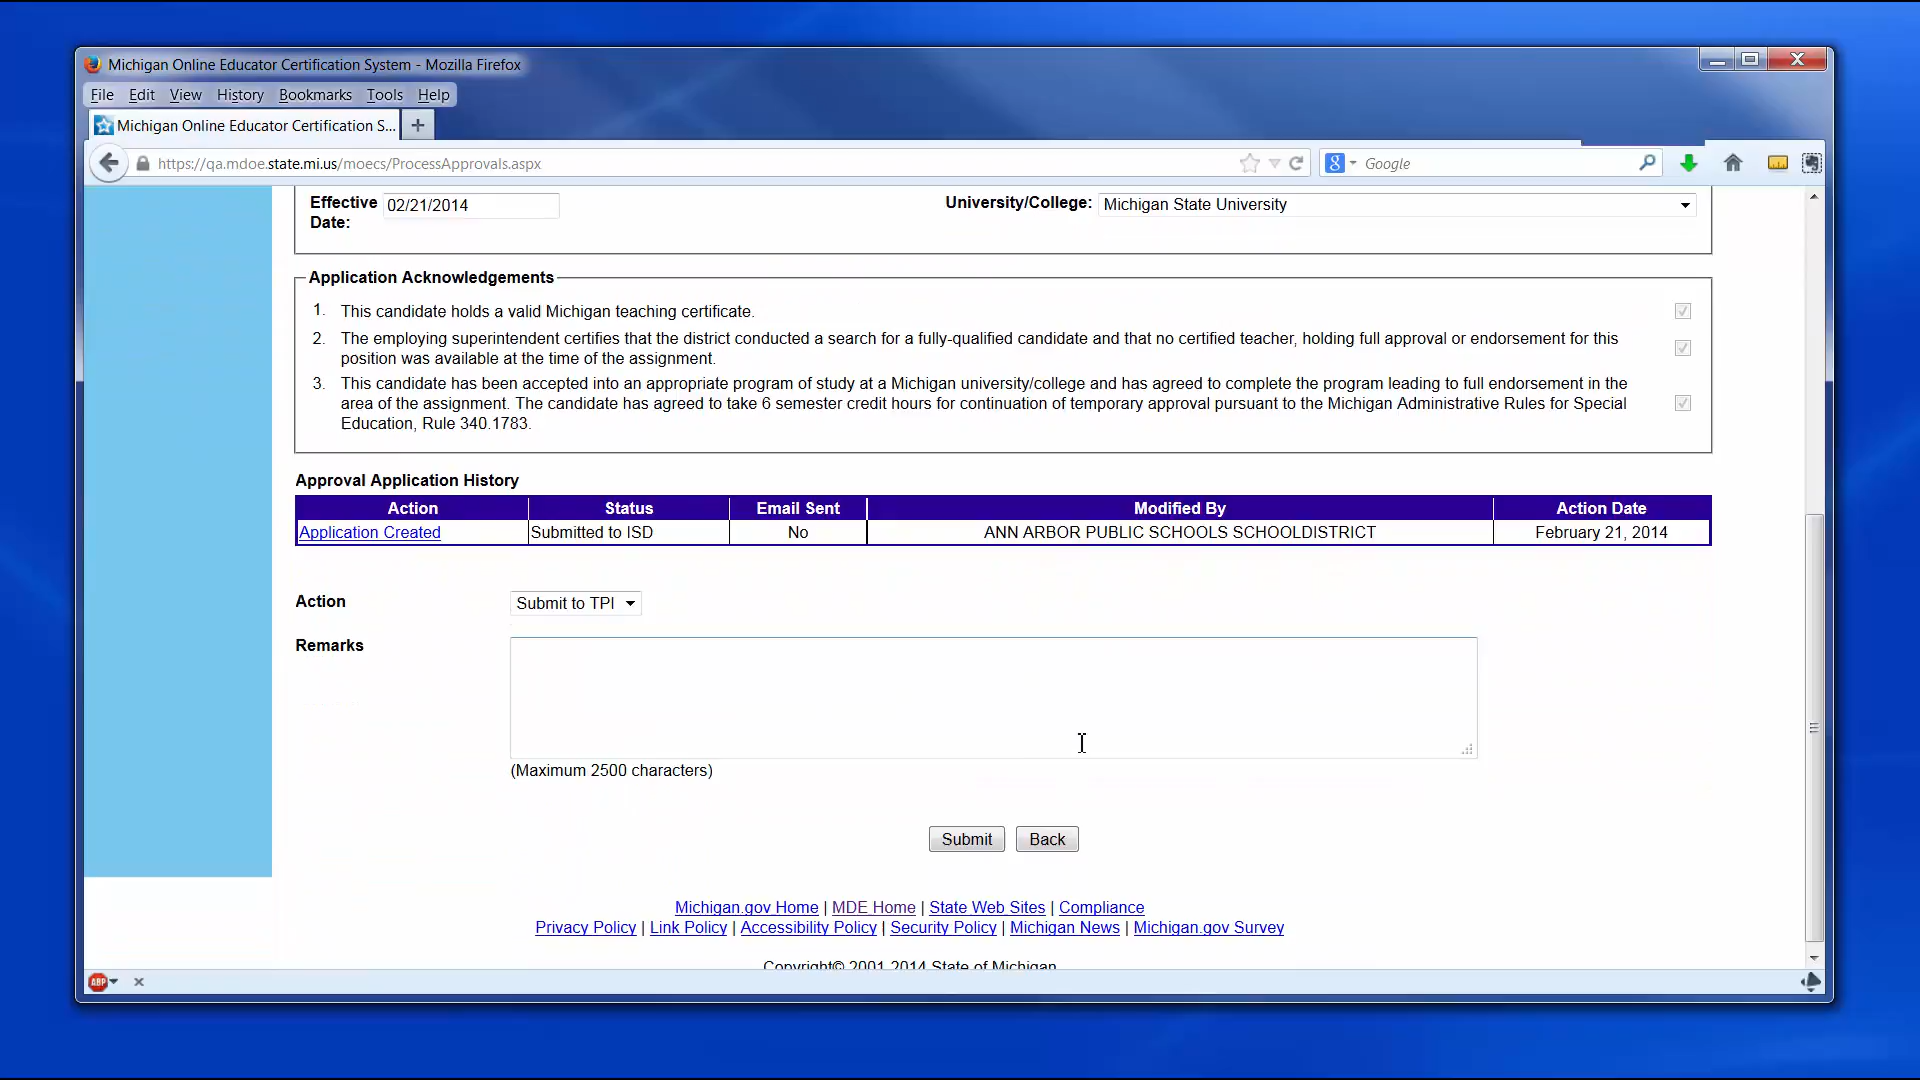 Michigan Online Educator Certification System - Mozilla Firefox
File Edit View History Bookmarks Tools Help
Michigan Online Educator Certification S... +
https://qa.mdoe.state.mi.us/moecs/ProcessApprovals.aspx
Google
Effective Date: 02/21/2014
University/College: Michigan State University
Application Acknowledgements
1. This candidate holds a valid Michigan teaching certificate.
2. The employing superintendent certifies that the district conducted a search for a fully-qualified candidate and that no certified teacher, holding full approval or endorsement for this
position was available at the time of the assignment.
3. This candidate has been accepted into an appropriate program of study at a Michigan university/college and has agreed to complete the program leading to full endorsement in the
area of the assignment. The candidate has agreed to take 6 semester credit hours for continuation of temporary approval pursuant to the Michigan Administrative Rules for Special
Education, Rule 340.1783.
Approval Application History
Action Status Email Sent Modified By Action Date
Application Created Submitted to ISD No ANN ARBOR PUBLIC SCHOOLS SCHOOLDISTRICT February 21, 2014
Action Submit to TPI
Remarks
(Maximum 2500 characters)
Submit Back
Michigan.gov Home | MDE Home | State Web Sites | Compliance
Privacy Policy | Link Policy | Accessibility Policy | Security Policy | Michigan News | Michigan.gov Survey
Copyright© 2001-2014 State of Michigan
ABP